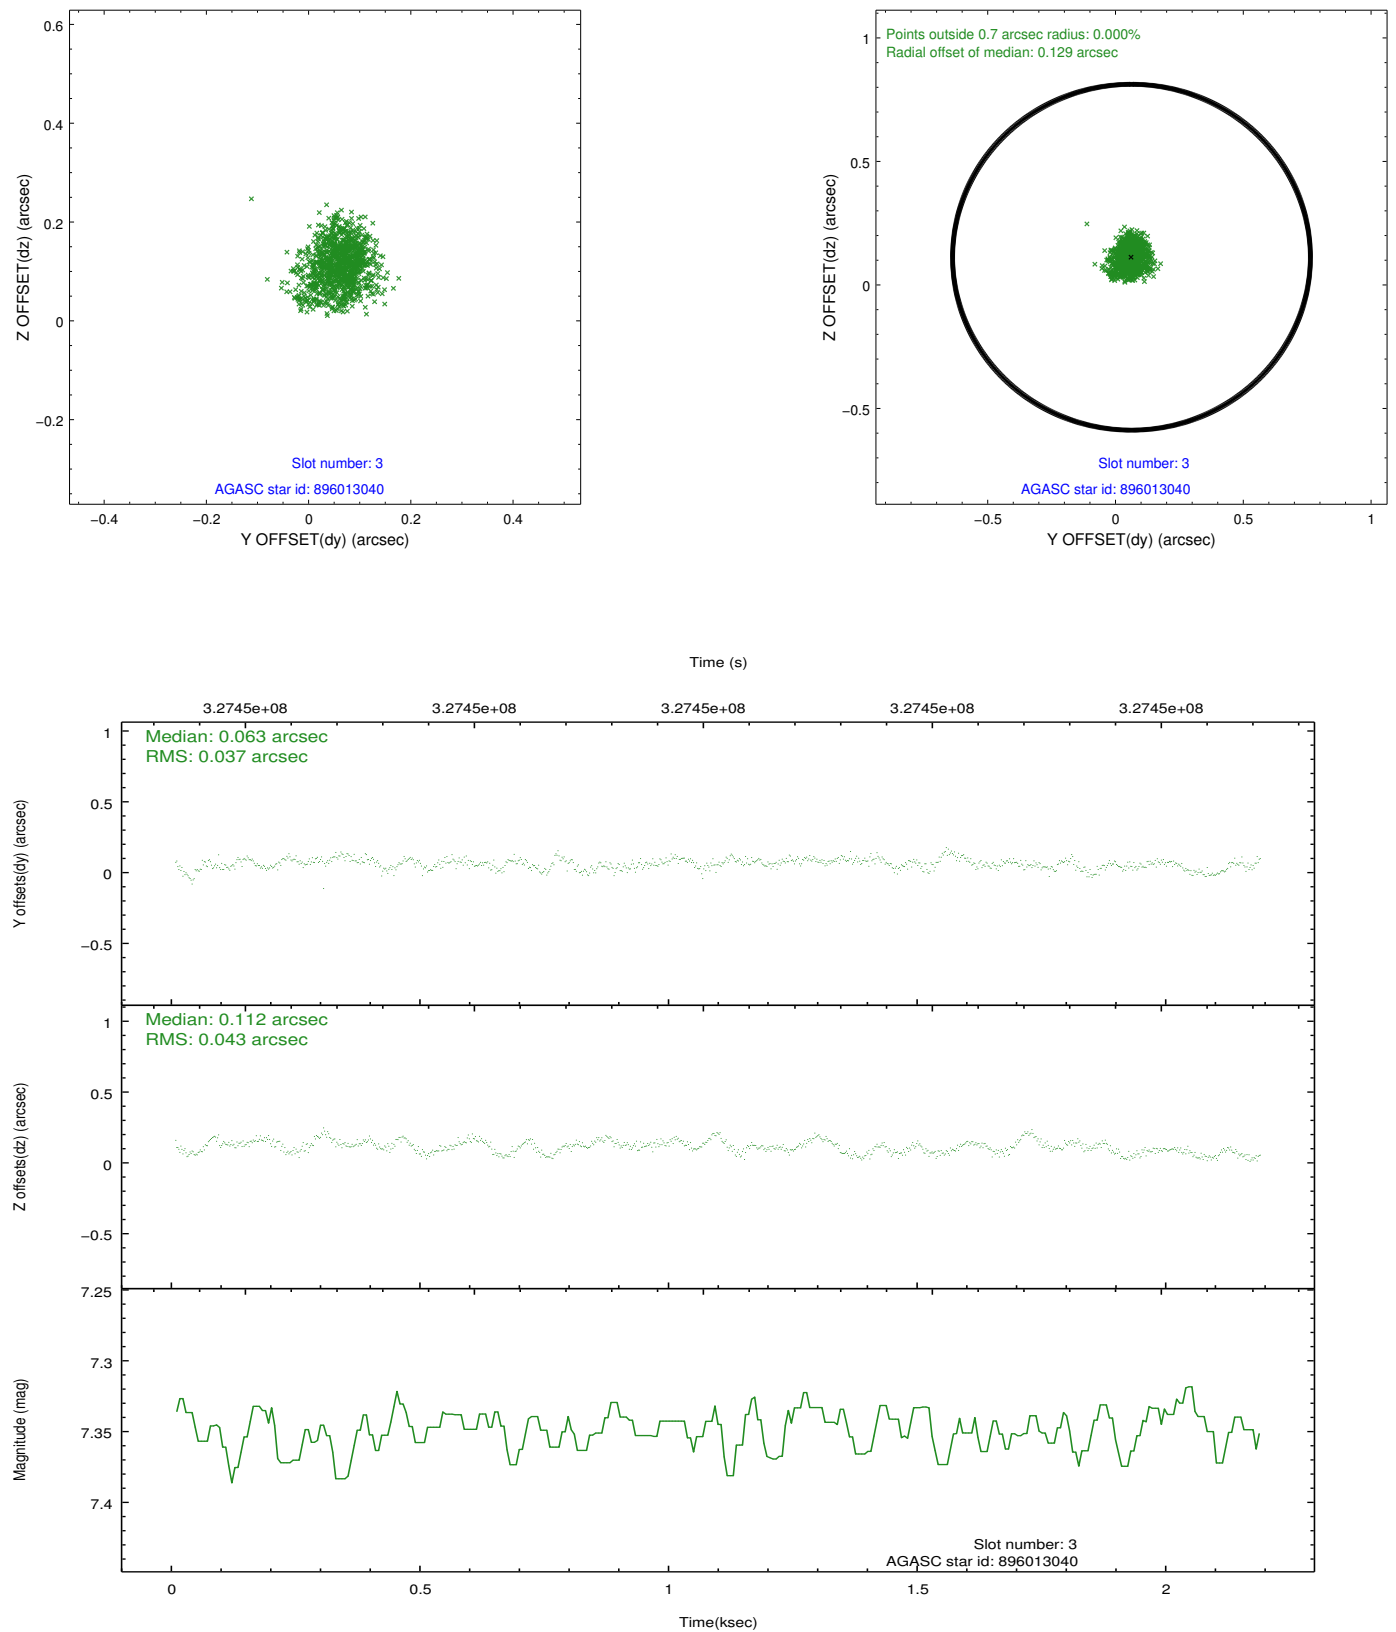 0.6
0.4
0.2
0
−0.2
Z OFFSET(dz) (arcsec)
Slot number: 3
AGASC star id: 896013040
−0.4 −0.2 0 0.2 0.4
Y OFFSET(dy) (arcsec)
Points outside 0.7 arcsec radius: 0.000%
Radial offset of median: 0.129 arcsec
1
0.5
0
−0.5
Z OFFSET(dz) (arcsec)
Slot number: 3
AGASC star id: 896013040
−0.5 0 0.5 1
Y OFFSET(dy) (arcsec)
Time (s)
3.2745e+08 3.2745e+08 3.2745e+08 3.2745e+08 3.2745e+08
Median: 0.063 arcsec
RMS: 0.037 arcsec
1
0.5
0
−0.5
Y offsets(dy) (arcsec)
Median: 0.112 arcsec
RMS: 0.043 arcsec
1
0.5
0
−0.5
Z offsets(dz) (arcsec)
7.25
7.3
7.35
7.4
Magnitude (mag)
Slot number: 3
AGASC star id: 896013040
0 0.5 1 1.5 2
Time(ksec)